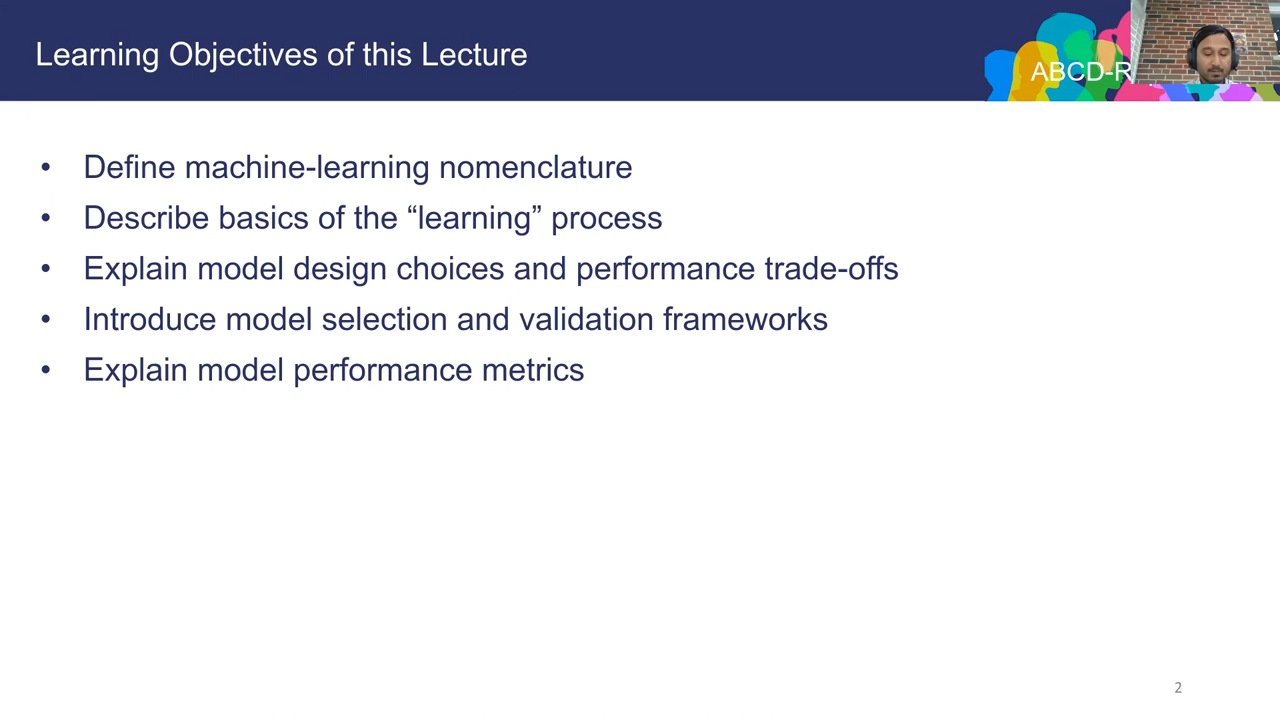 Learning Objectives of this Lecture
ABCD-R
• Define machine-learning nomenclature
• Describe basics of the “learning” process
• Explain model design choices and performance trade-offs
• Introduce model selection and validation frameworks
• Explain model performance metrics
2